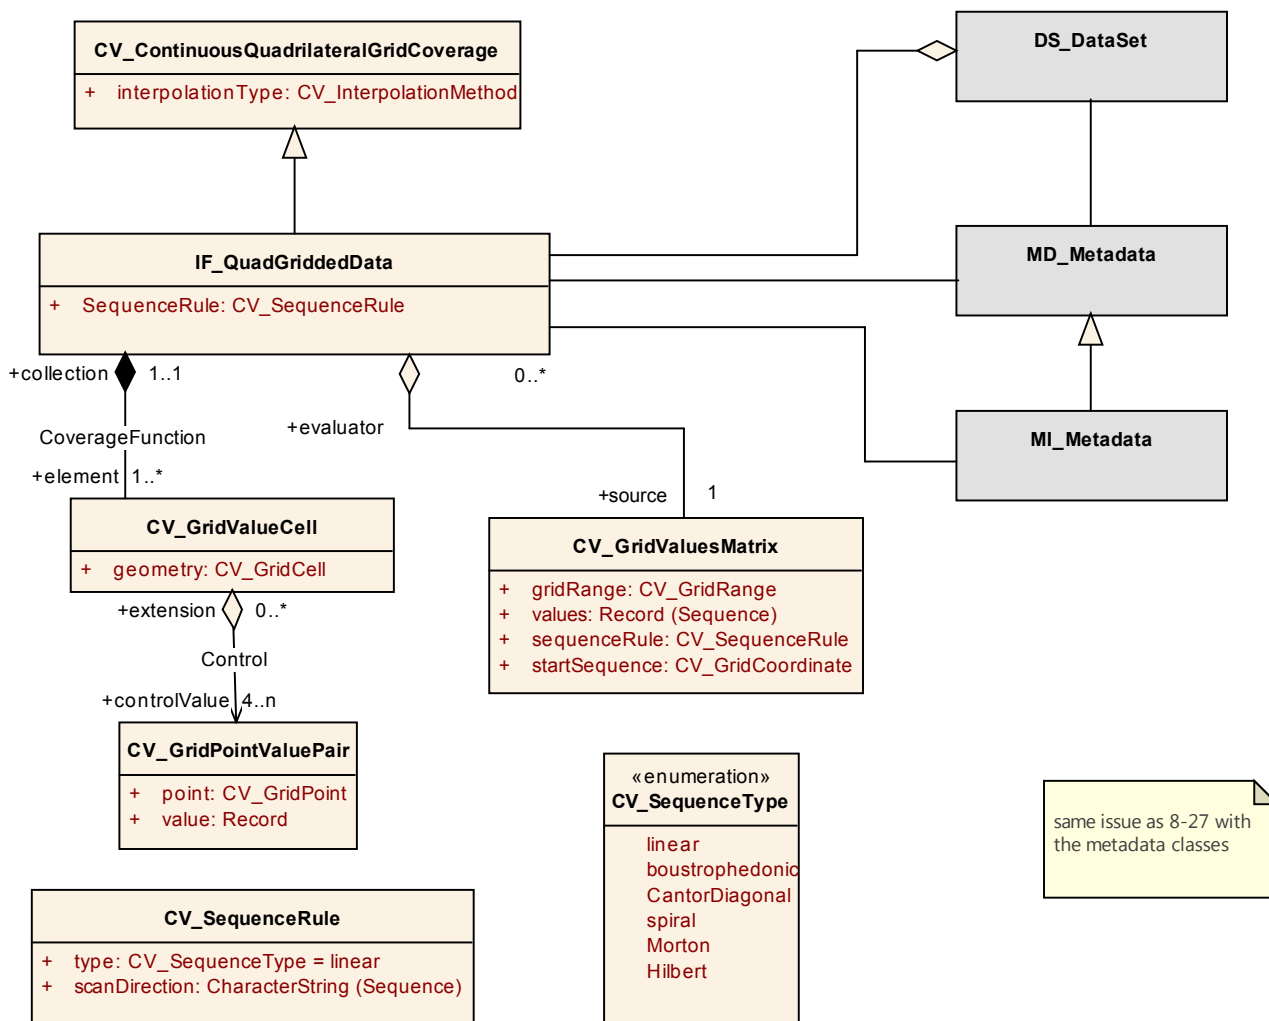 CV_ContinuousQuadrilateralGridCoverage
+ interpolationType: CV_InterpolationMethod
DS_DataSet
IF_QuadGriddedData
+ SequenceRule: CV_SequenceRule
MD_Metadata
+collection 1..1
0..*
CoverageFunction
+evaluator
+element 1..*
MI_Metadata
+source 1
CV_GridValueCell
+ geometry: CV_GridCell
CV_GridValuesMatrix
+ gridRange: CV_GridRange
+ values: Record (Sequence)
+ sequenceRule: CV_SequenceRule
+ startSequence: CV_GridCoordinate
+extension 0..*
Control
+controlValue 4..n
CV_GridPointValuePair
+ point: CV_GridPoint
+ value: Record
«enumeration»
CV_SequenceType
linear
boustrophedonic
CantorDiagonal
spiral
Morton
Hilbert
same issue as 8-27 with
the metadata classes
CV_SequenceRule
+ type: CV_SequenceType = linear
+ scanDirection: CharacterString (Sequence)